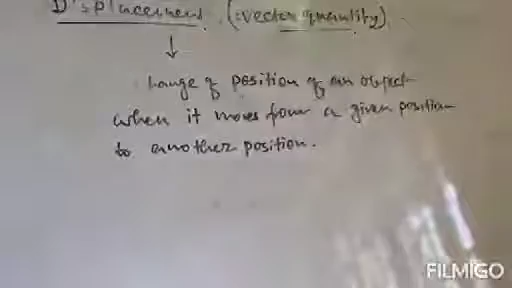 Displacement. (:vector quantity).
↓
hange of position of an object
when it moves from a given position
to another position.
FILMIGO